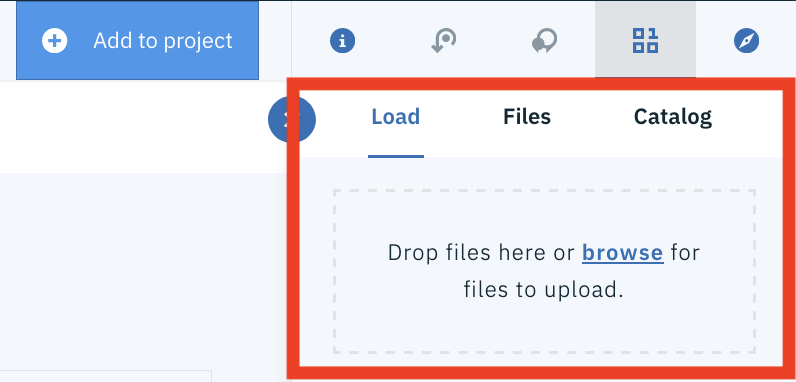 Add to project
Load Files Catalog
Drop files here or browse for
files to upload.